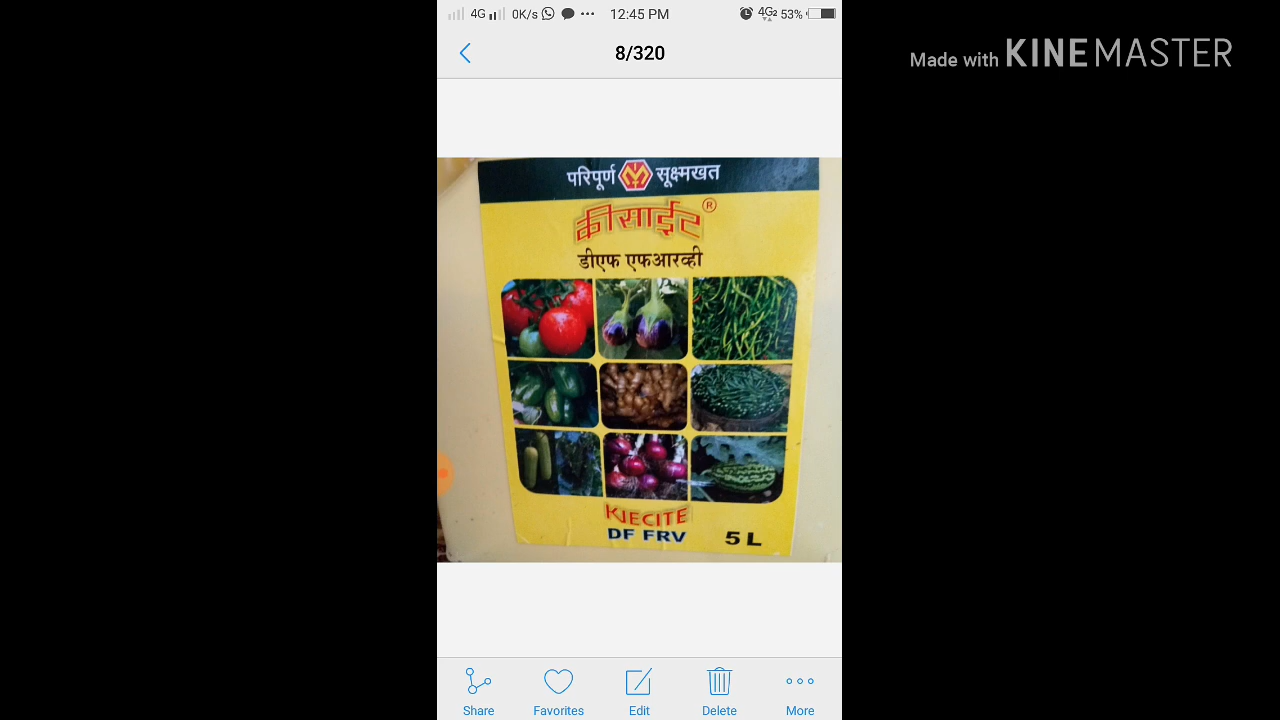 4G 0K/s 12:45 PM 4G2 53%
Made with KINEMASTER
8/320
परिपूर्ण सूक्ष्मखत
कीसाईट ®
डीएफ एफआरव्ही
KIECITE
DF FRV 5 L
Share Favorites Edit Delete More